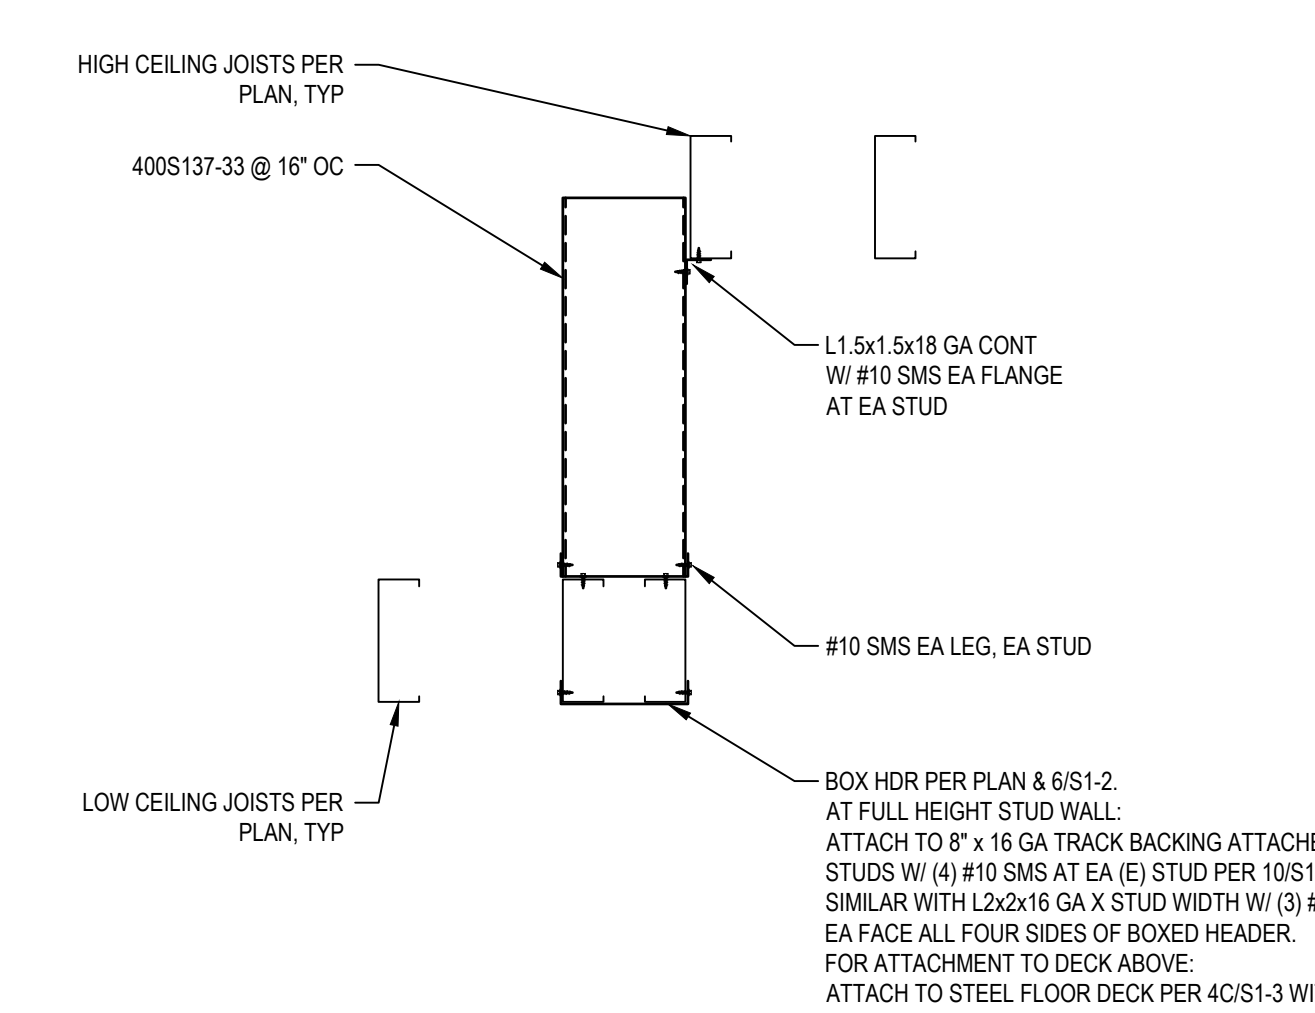 HIGH CEILING JOISTS PER
PLAN, TYP
400S137-33 @ 16" OC
L1.5x1.5x18 GA CONT
W/ #10 SMS EA FLANGE
AT EA STUD
#10 SMS EA LEG, EA STUD
LOW CEILING JOISTS PER
PLAN, TYP
BOX HDR PER PLAN & 6/S1-2.
AT FULL HEIGHT STUD WALL:
ATTACH TO 8" x 16 GA TRACK BACKING
STUDS W/ (4) #10 SMS AT EA (E) STUD PER
SIMILAR WITH L2x2x16 GA X STUD WIDTH W/ (3)
EA FACE ALL FOUR SIDES OF BOXED HEADER.
FOR ATTACHMENT TO DECK ABOVE:
ATTACH TO STEEL FLOOR DECK PER 4C/S1-3